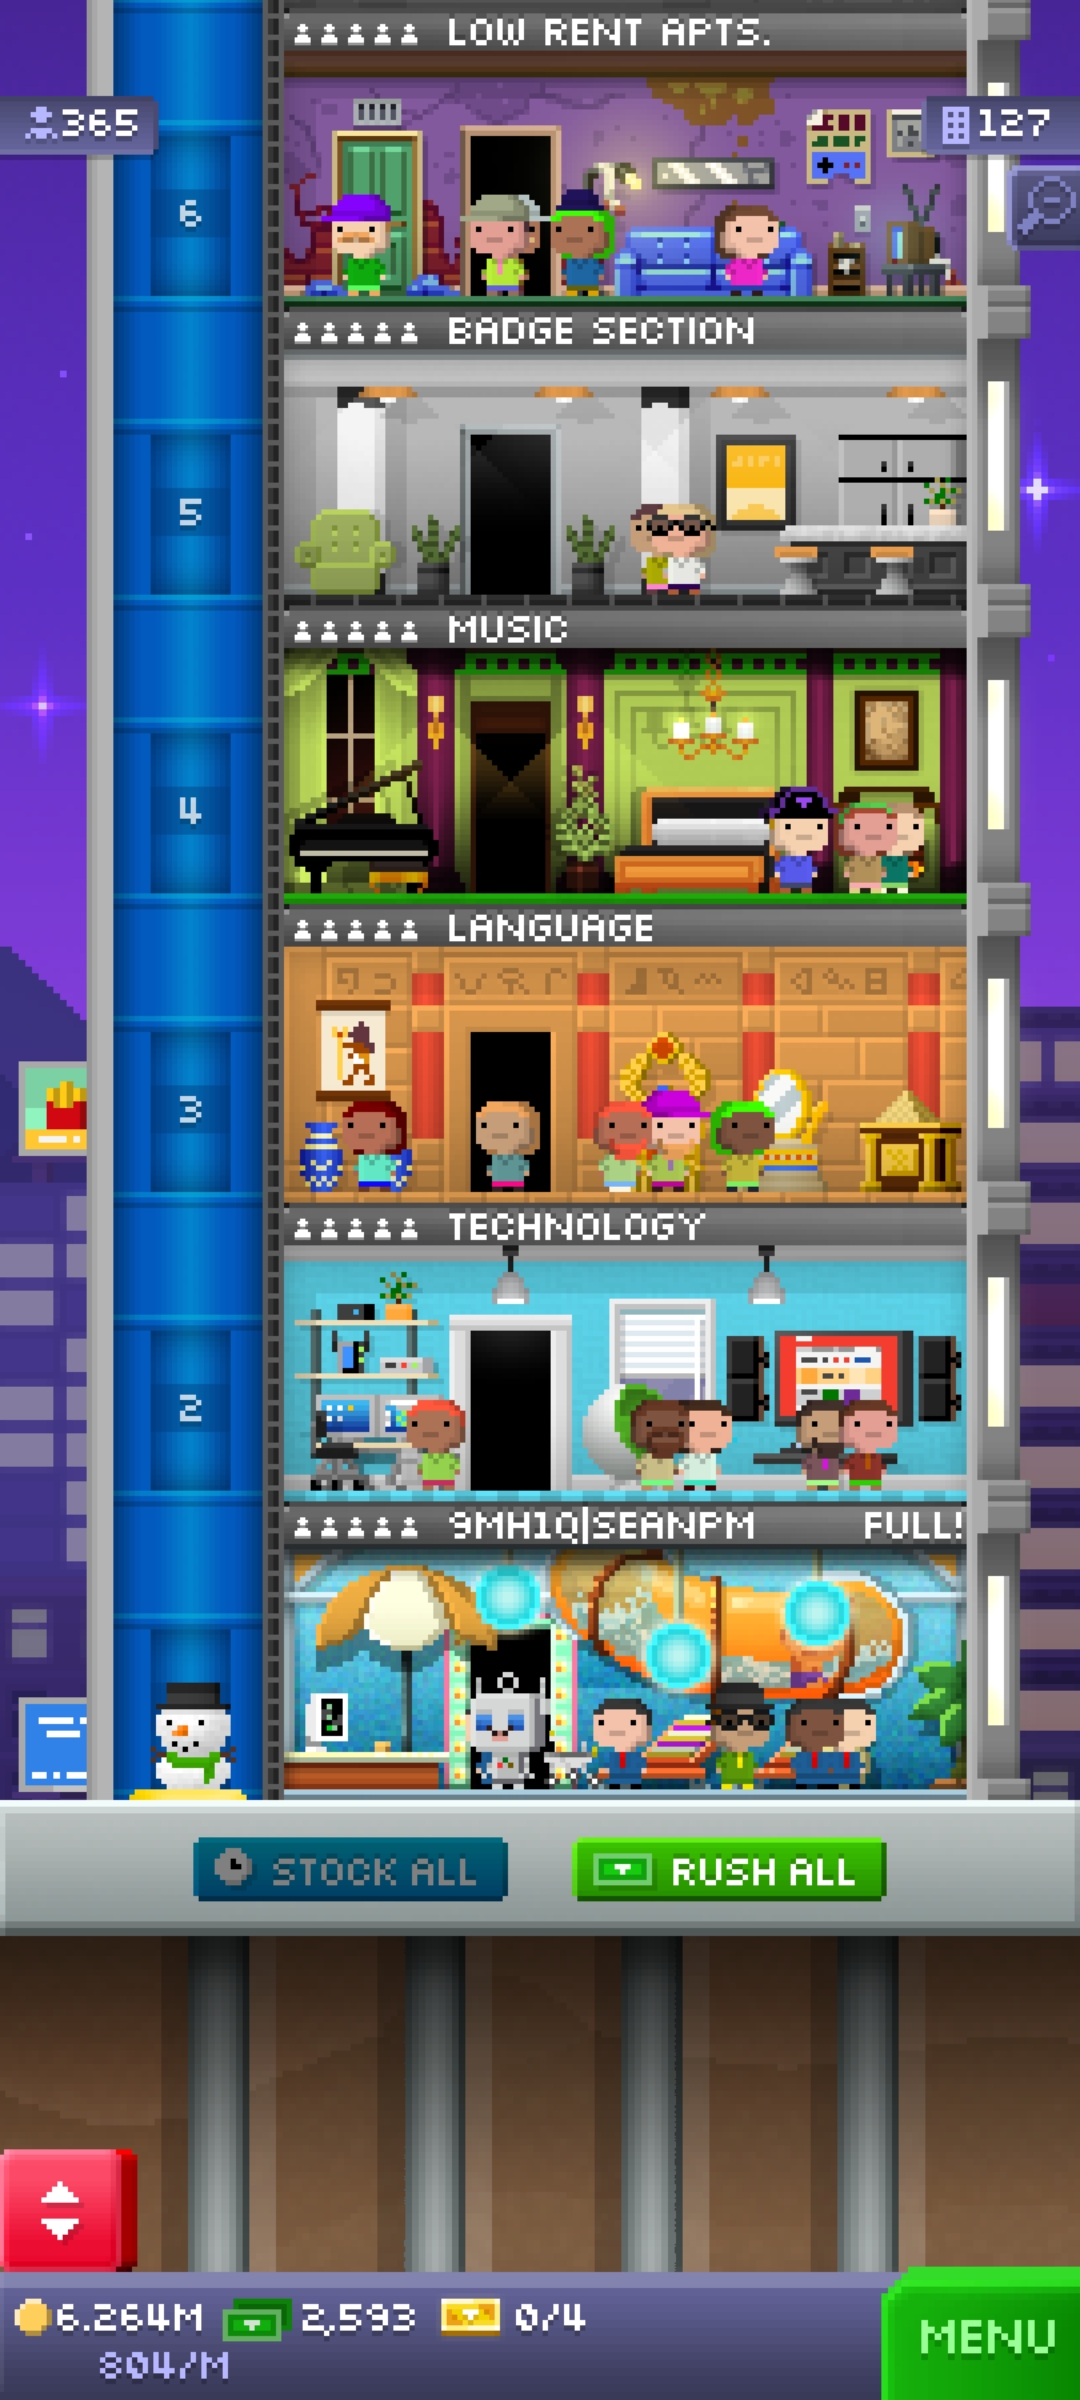 LOW RENT APTS.
365
127
6
BADGE SECTION
5
MUSIC
4
LANGUAGE
3
TECHNOLOGY
2
9MH1Q|SEANPM FULL!
STOCK ALL
RUSH ALL
6.264M 2,593 0/4
804/M
MENU